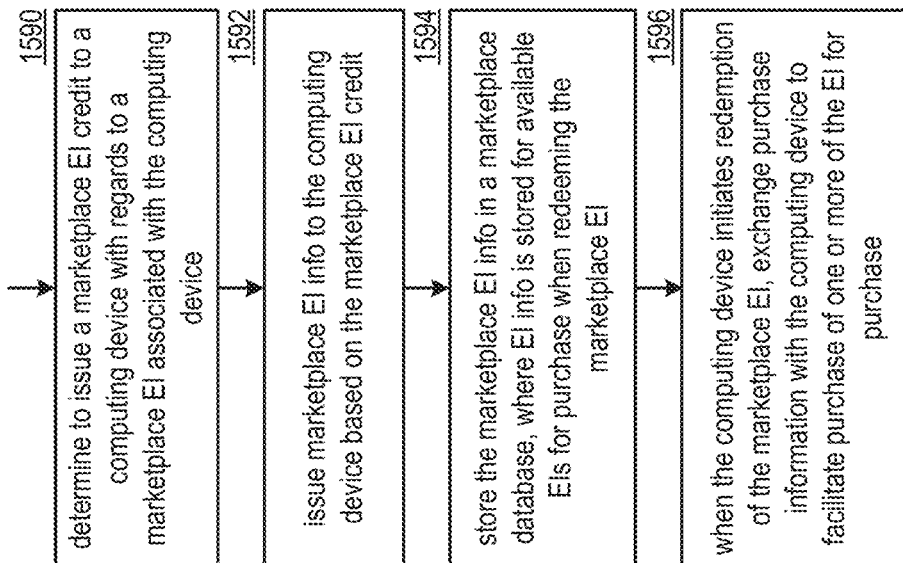 1590
determine to issue a marketplace EI credit to a
computing device with regards to a
marketplace EI associated with the computing
device
1592
issue marketplace EI info to the computing
device based on the marketplace EI credit
1594
store the marketplace EI info in a marketplace
database, where EI info is stored for available
EIs for purchase when redeeming the
marketplace EI
1596
when the computing device initiates redemption
of the marketplace EI, exchange purchase
information with the computing device to
facilitate purchase of one or more of the EI for
purchase